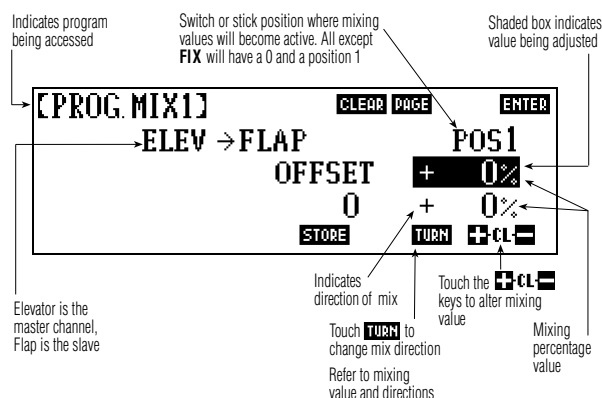 Indicates program
being accessed
Switch or stick position where mixing
values will become active. All except
FIX will have a 0 and a position 1
Shaded box indicates
value being adjusted
[PROG.MIX1] CLEAR PAGE ENTER
ELEV → FLAP POS1
OFFSET + 0%
0 + 0%
STORE TURN +CL-
Elevator is the
master channel,
Flap is the slave
Indicates
direction of mix
Touch TURN to
change mix direction
Refer to mixing
value and directions
Touch the +CL-
keys to alter mixing
value
Mixing
percentage
value